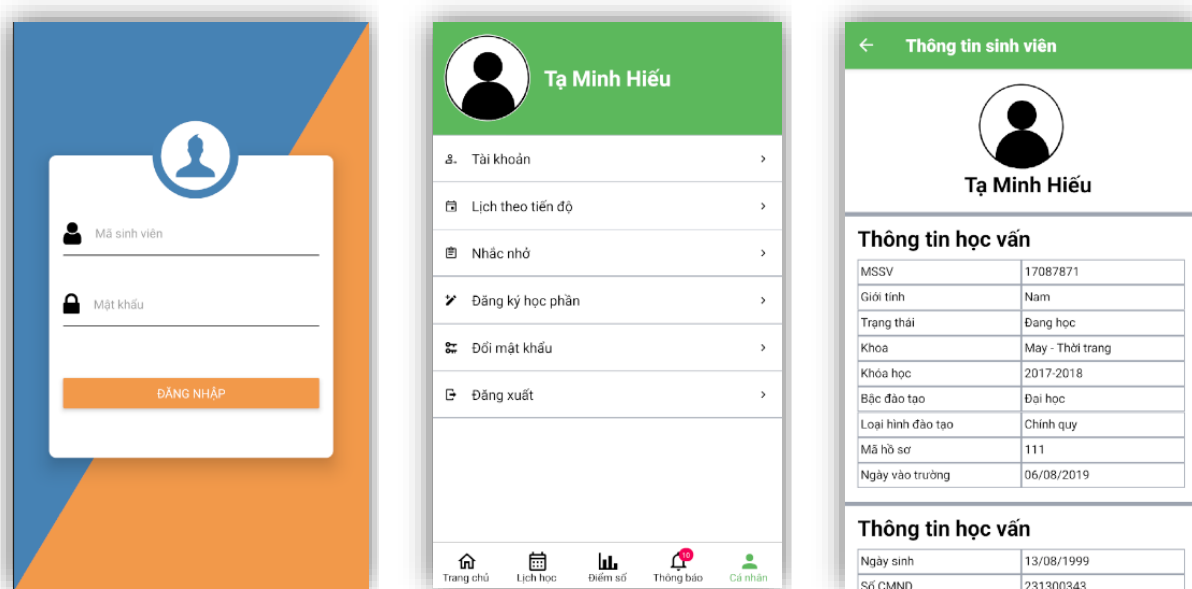 Mã sinh viên
Mật khẩu
ĐĂNG NHẬP
Tạ Minh Hiếu
Tài khoản
Lịch theo tiến độ
Nhắc nhở
Đăng ký học phần
Đổi mật khẩu
Đăng xuất
Trang chủ Lịch học Điểm số Thông báo Cá nhân
10
Thông tin sinh viên
Tạ Minh Hiếu
Thông tin học vấn
MSSV 17087871
Giới tính Nam
Trạng thái Đang học
Khoa May - Thời trang
Khóa học 2017-2018
Bậc đào tạo Đại học
Loại hình đào tạo Chính quy
Mã hồ sơ 111
Ngày vào trường 06/08/2019
Thông tin học vấn
Ngày sinh 13/08/1999
Số CMND 231300343